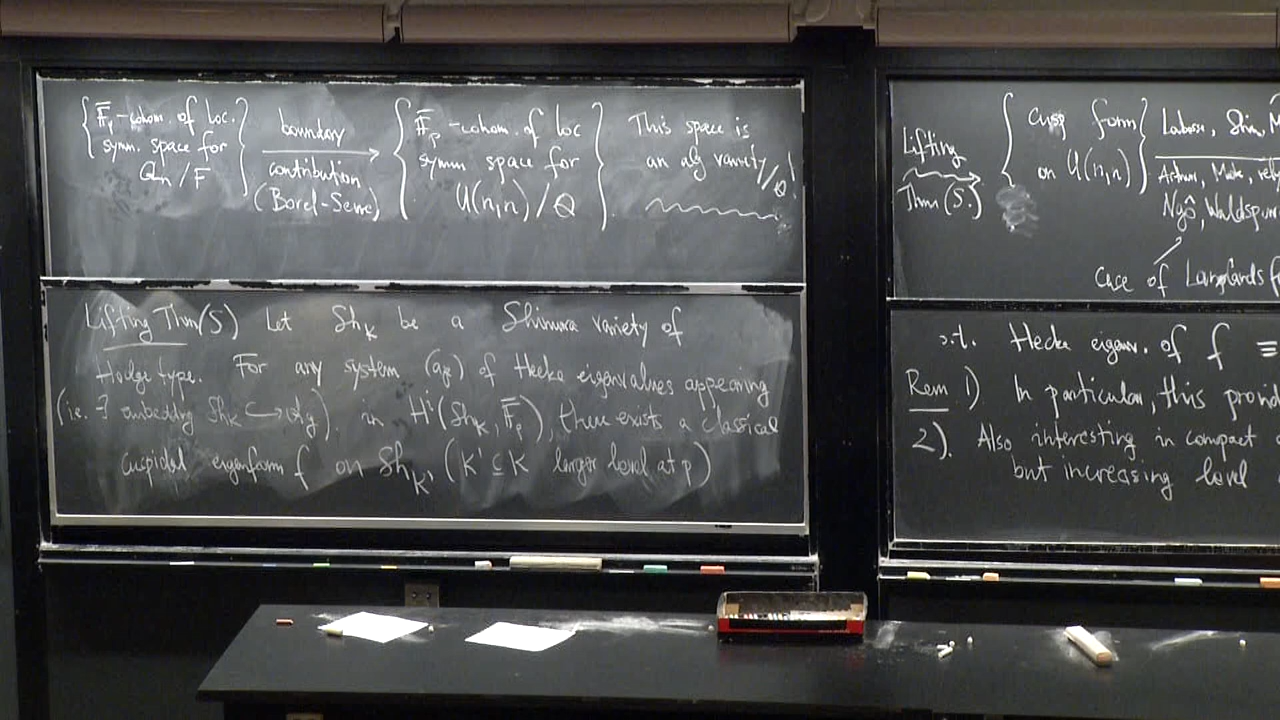 { F̄p-cohom. of loc. symm. space for GLn/F } boundary contribution (Borel-Serre) → { F̄p-cohom. of loc symm. space for U(n,n)/Q }
This space is
an alg variety/Q!
Lifting Thm (S.) Let Sh_K be a Shimura variety of
Hodge type. For any system (a_g) of Hecke eigenvalues appearing
(i.e. ∃ embedding Sh_K ↪ A_g). in H^i(Sh_K, F̄p), there exists a classical
cuspidal eigenform f on Sh_K', (K' ⊆ K larger level at p)
Lifting
Thm (S.)
{ cusp form
on U(n,n) }
Labesse, Shin, M
Arthur, Mok,
Ngô, Waldspur
case of Langlands f
s.t. Hecke eigenv. of f ≡
Rem 1) In particular, this provid
2). Also interesting in compact
but increasing level